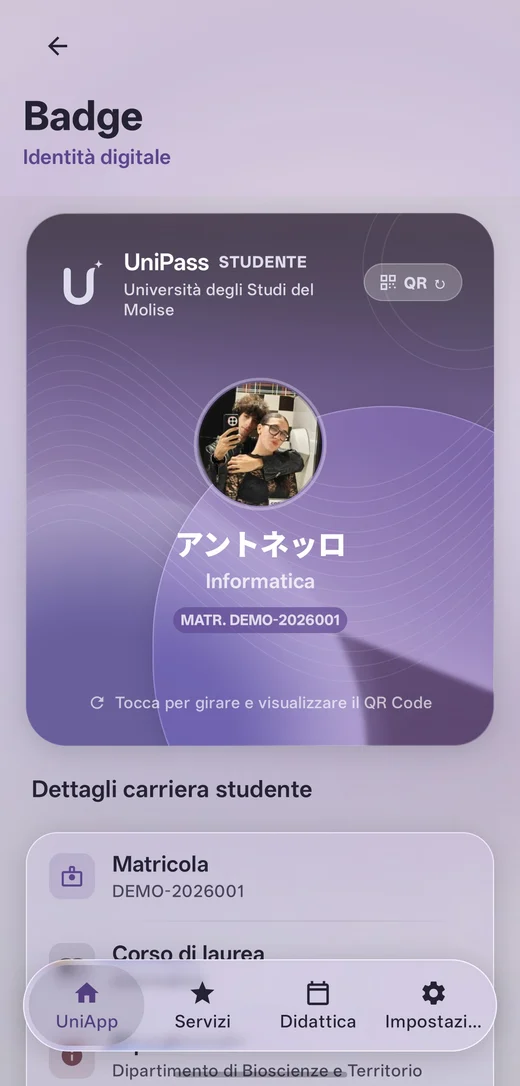 Badge
Identità digitale
UniPass STUDENTE
Università degli Studi del
Molise
QR
アントネッロ
Informatica
MATR. DEMO-2026001
Tocca per girare e visualizzare il QR Code
Dettagli carriera studente
Matricola
DEMO-2026001
Corso di laurea
UniApp
Servizi
Didattica
Impostazi...
Dipartimento di Bioscienze e Territorio